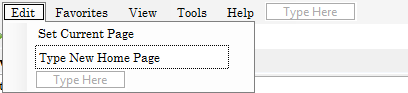 Edit Favorites View Tools Help Type Here
Set Current Page
Type New Home Page
Type Here